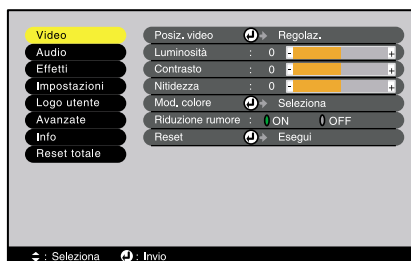 Video
Audio
Effetti
Impostazioni
Logo utente
Avanzate
Info
Reset totale
Posiz. video Regolaz.
Luminosità : 0 - +
Contrasto : 0 - +
Nitidezza : 0 - +
Mod. colore Seleziona
Riduzione rumore : ON OFF
Reset Esegui
: Seleziona : Invio